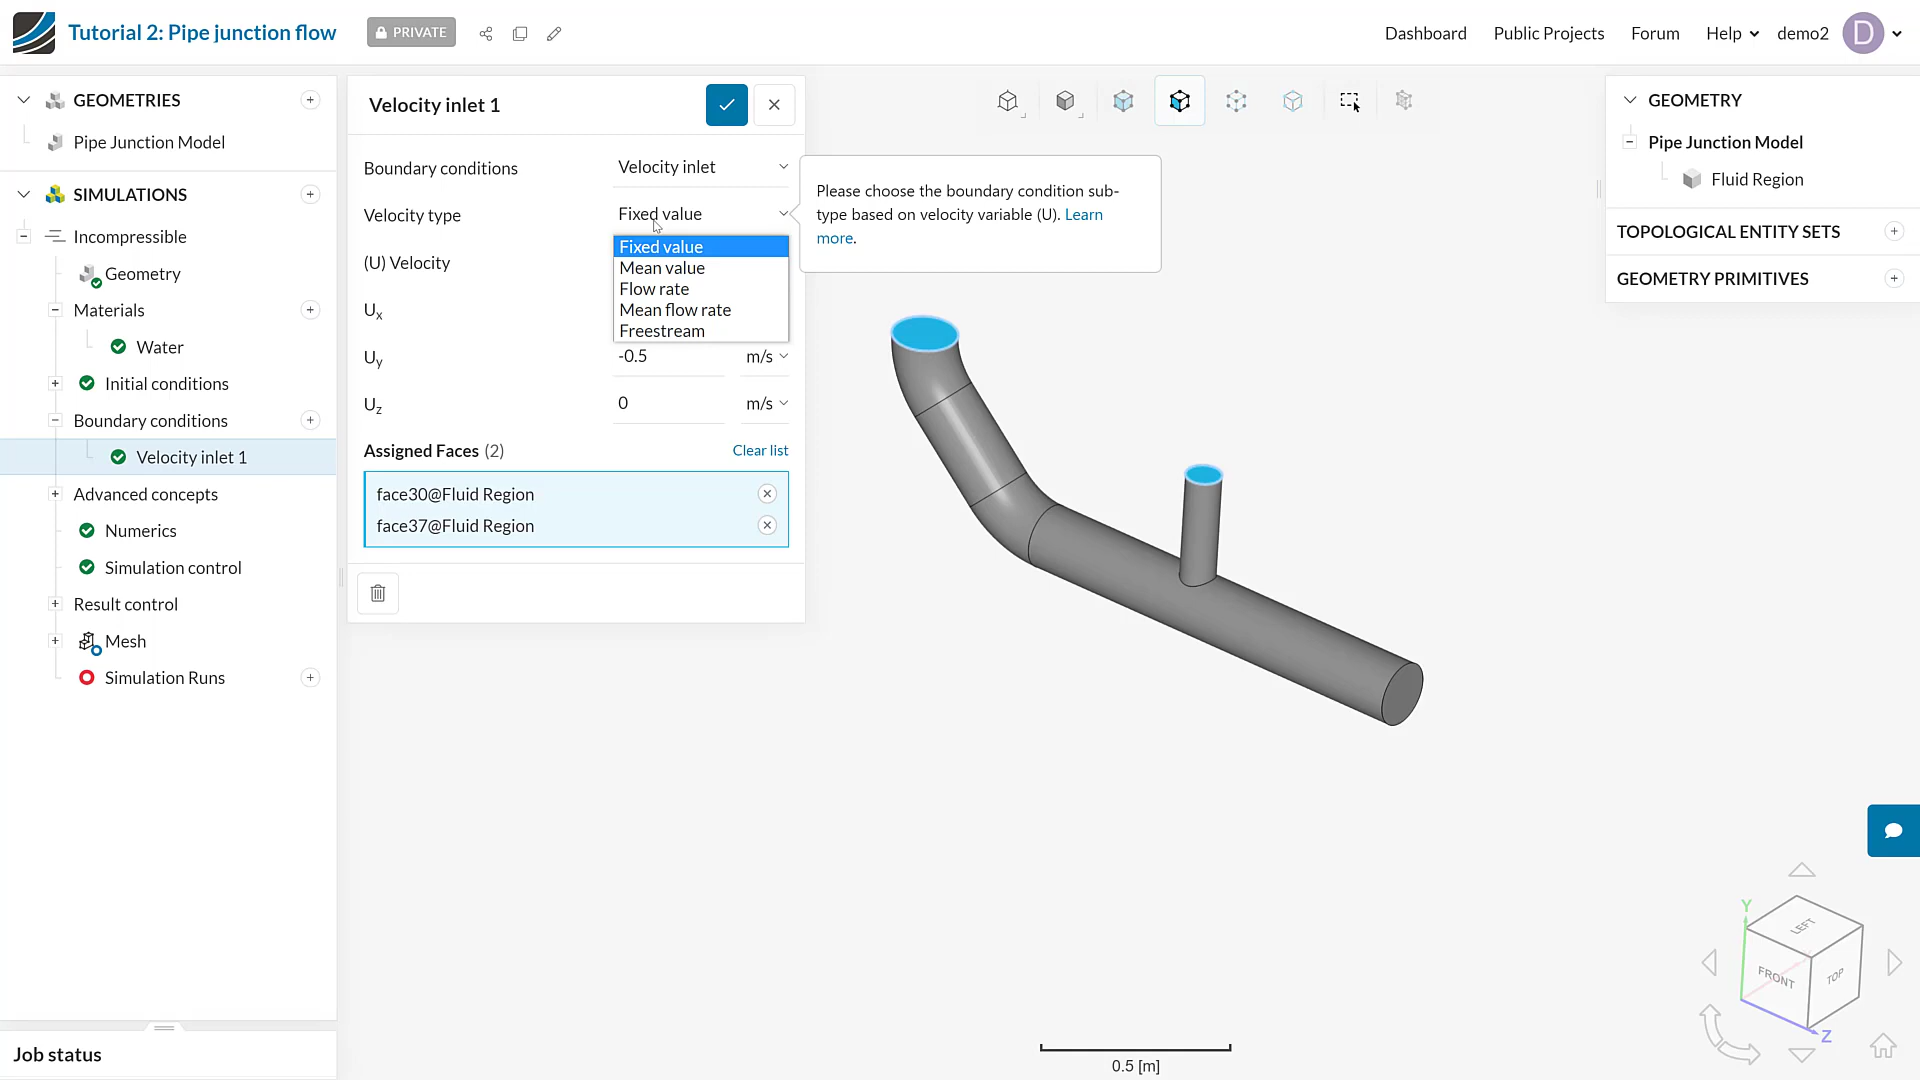 Tutorial 2: Pipe junction flow
PRIVATE
Dashboard
Public Projects
Forum
Help
demo2
D
GEOMETRIES
Pipe Junction Model
SIMULATIONS
Incompressible
Geometry
Materials
Water
Initial conditions
Boundary conditions
Velocity inlet 1
Advanced concepts
Numerics
Simulation control
Result control
Mesh
Simulation Runs
Job status
Velocity inlet 1
Boundary conditions
Velocity inlet
Velocity type
Fixed value
Fixed value
Mean value
Flow rate
Mean flow rate
Freestream
(U) Velocity
Ux
Uy
-0.5
m/s
Uz
0
m/s
Assigned Faces (2)
Clear list
face30@Fluid Region
face37@Fluid Region
Please choose the boundary condition sub-
type based on velocity variable (U). Learn
more.
GEOMETRY
Pipe Junction Model
Fluid Region
TOPOLOGICAL ENTITY SETS
GEOMETRY PRIMITIVES
0.5 [m]
Y
LEFT
FRONT
TOP
Z